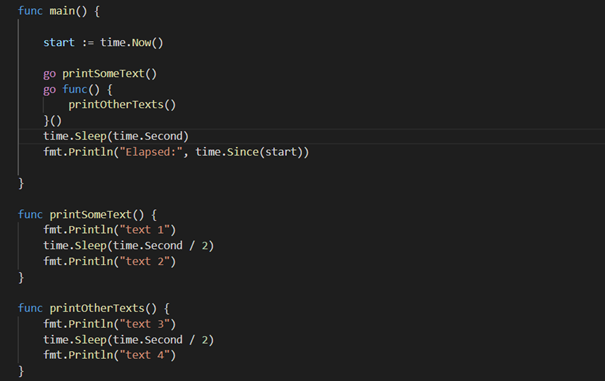 func main() {
start := time.Now()
go printSomeText()
go func() {
printOtherTexts()
}()
time.Sleep(time.Second)
fmt.Println("Elapsed:", time.Since(start))
}
func printSomeText() {
fmt.Println("text 1")
time.Sleep(time.Second / 2)
fmt.Println("text 2")
}
func printOtherTexts() {
fmt.Println("text 3")
time.Sleep(time.Second / 2)
fmt.Println("text 4")
}